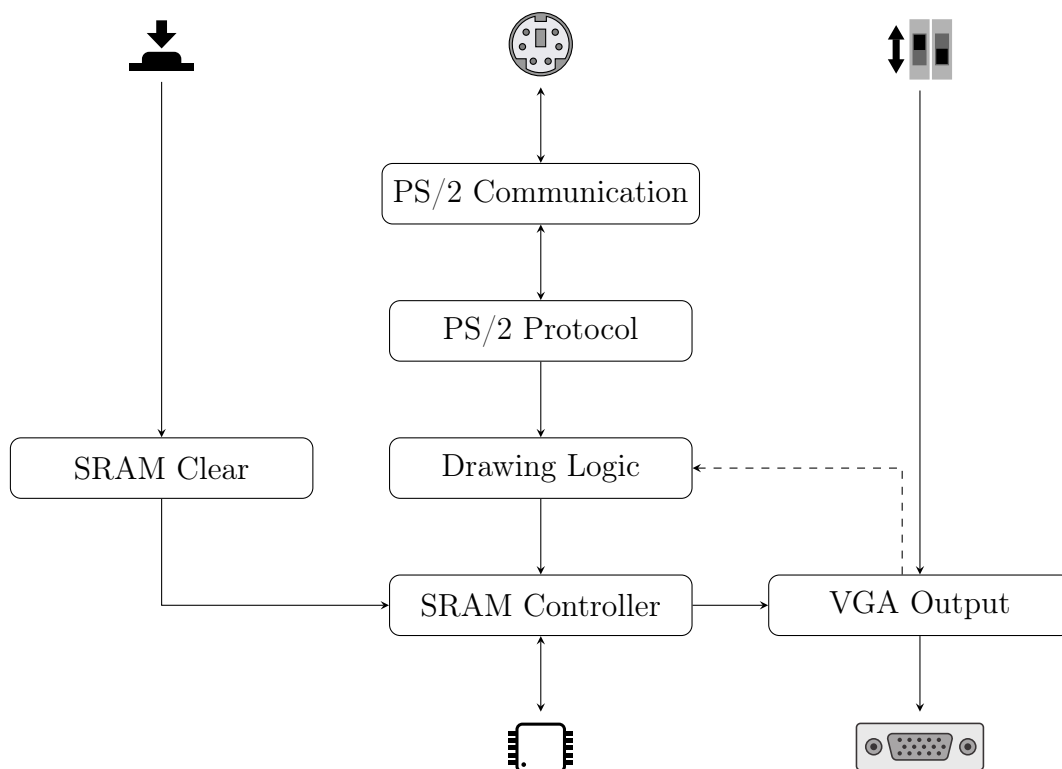 PS/2 Communication
PS/2 Protocol
SRAM Clear
Drawing Logic
SRAM Controller
VGA Output